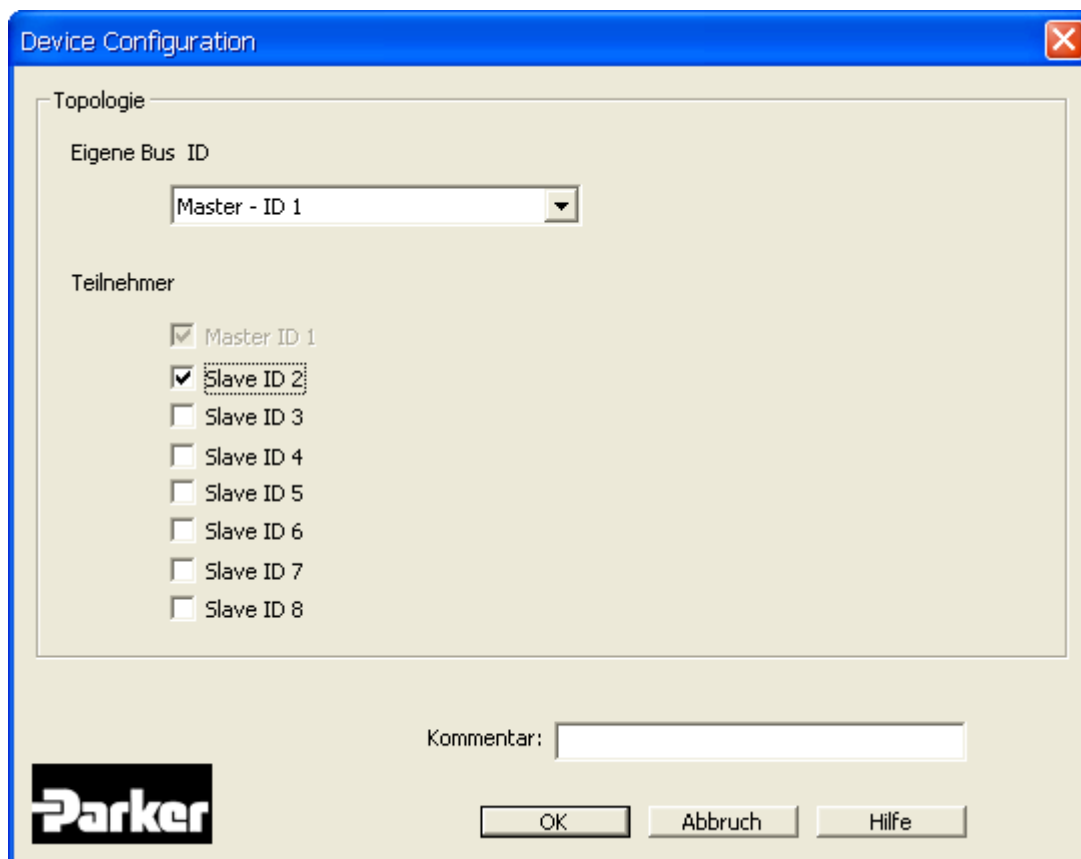 Device Configuration
Topologie
Eigene Bus ID
Master - ID 1
Teilnehmer
Master ID 1
Slave ID 2
Slave ID 3
Slave ID 4
Slave ID 5
Slave ID 6
Slave ID 7
Slave ID 8
Kommentar:
Parker
OK Abbruch Hilfe